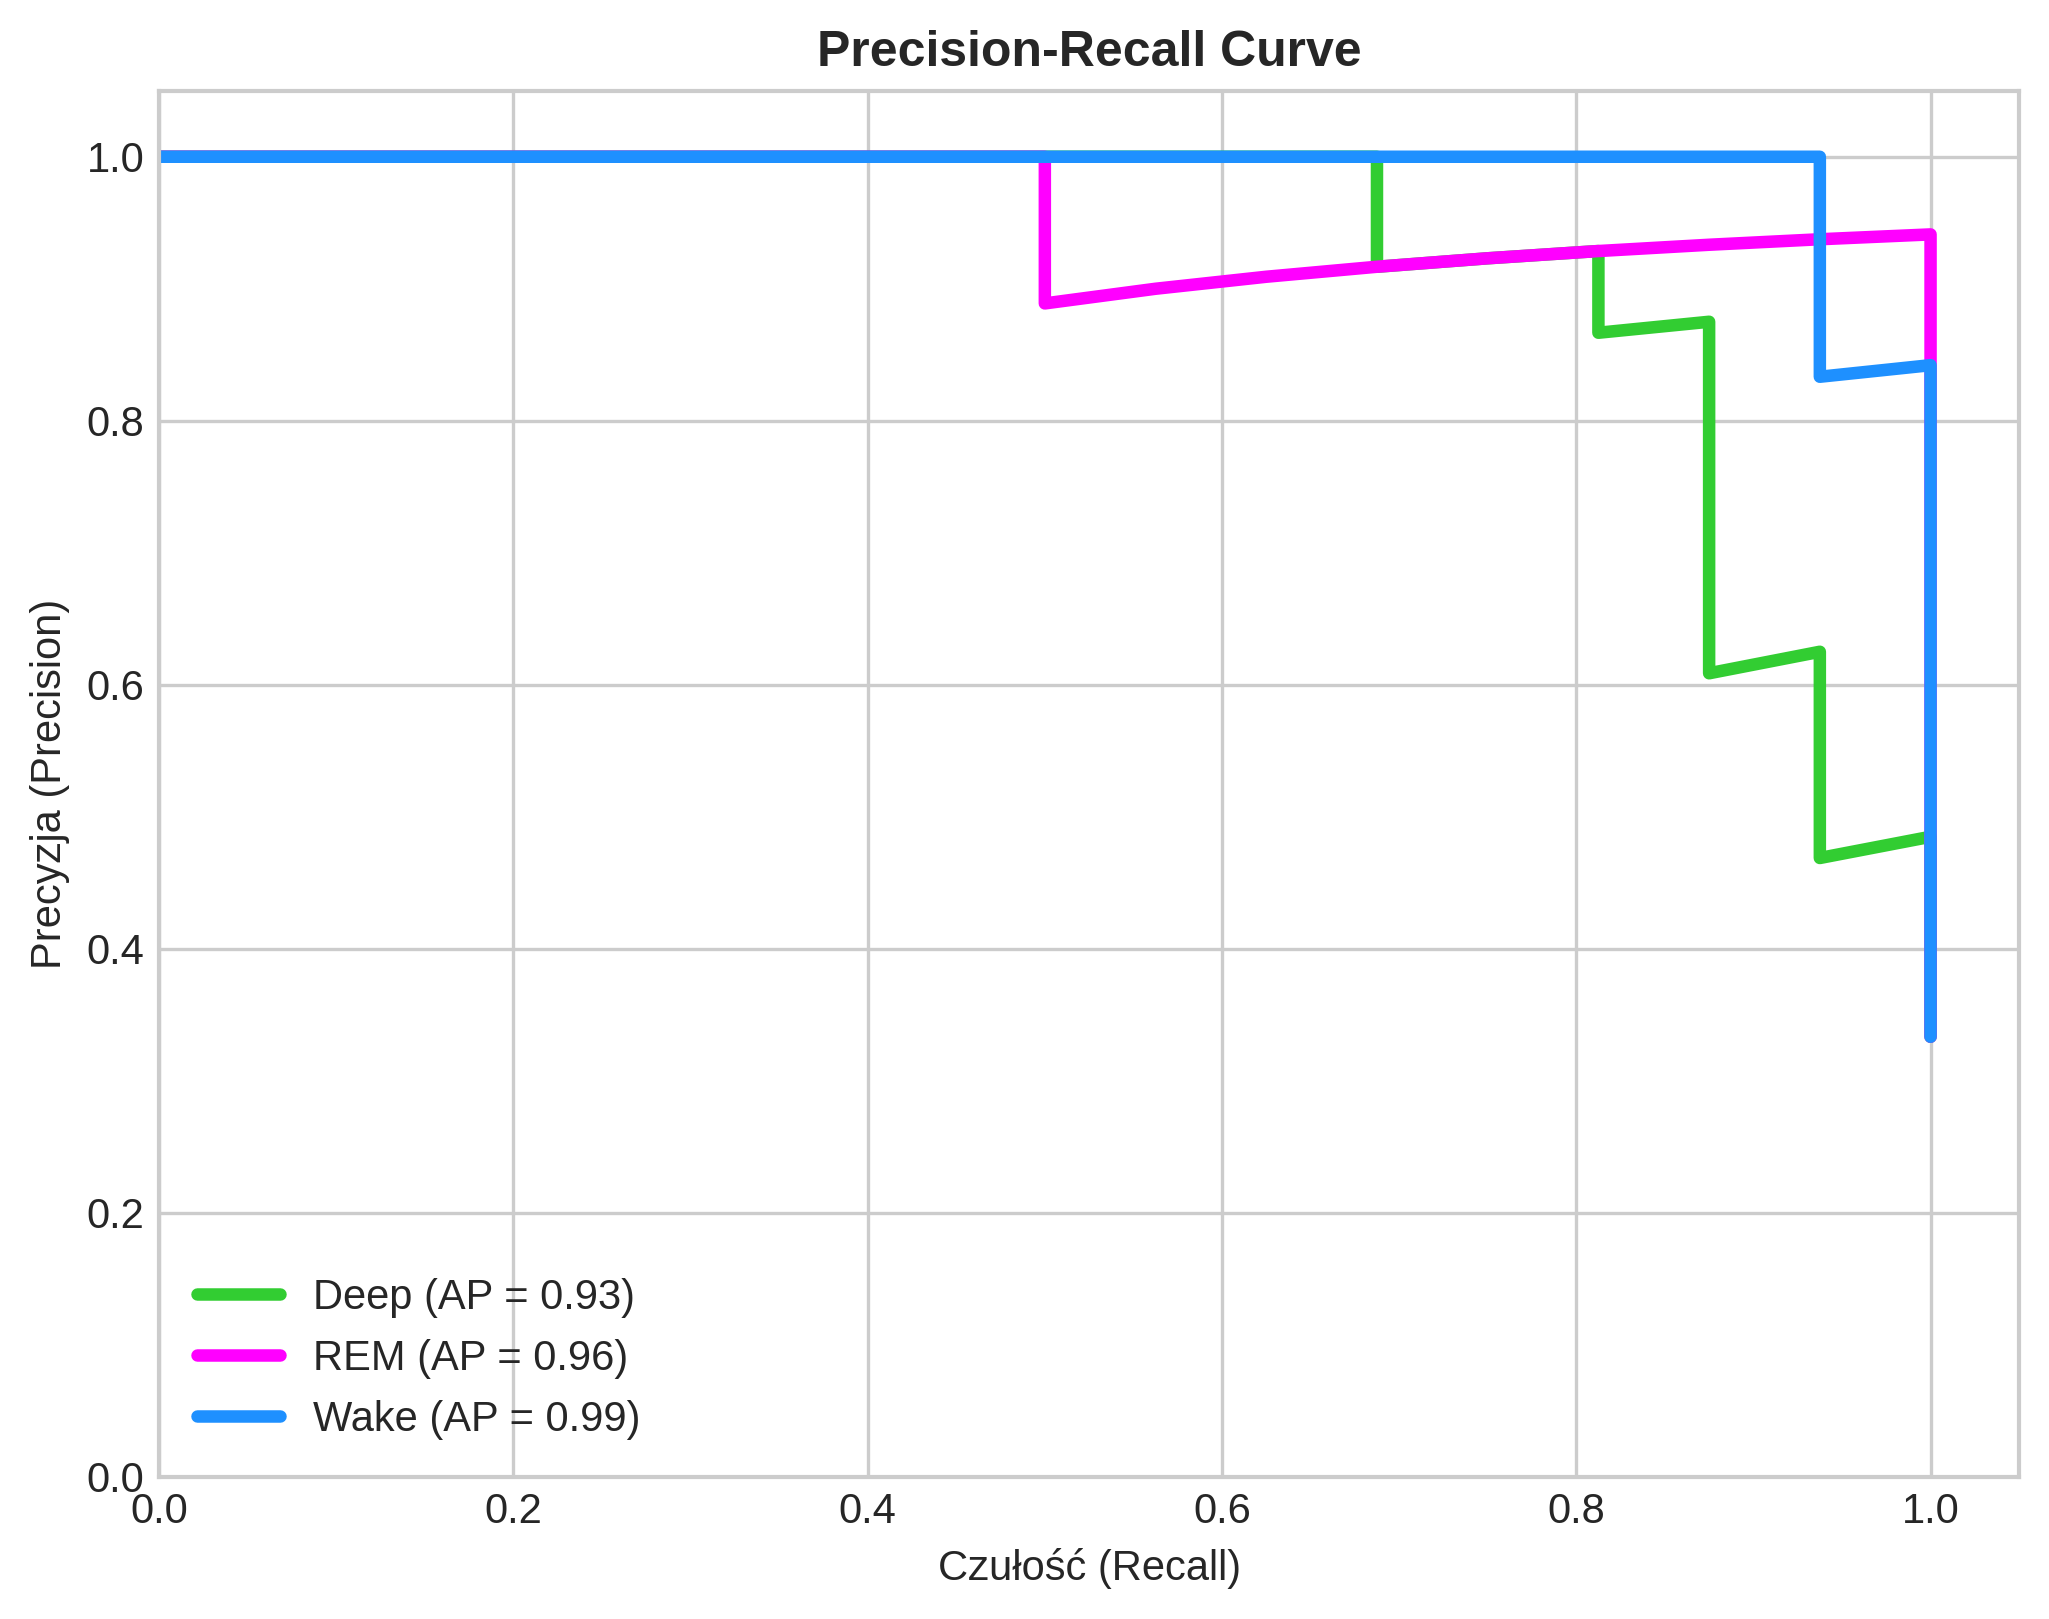 Precision-Recall Curve
Precyzja (Precision)
1.0
0.8
0.6
0.4
0.2
0.0
Deep (AP = 0.93)
REM (AP = 0.96)
Wake (AP = 0.99)
0.0 0.2 0.4 0.6 0.8 1.0
Czułość (Recall)